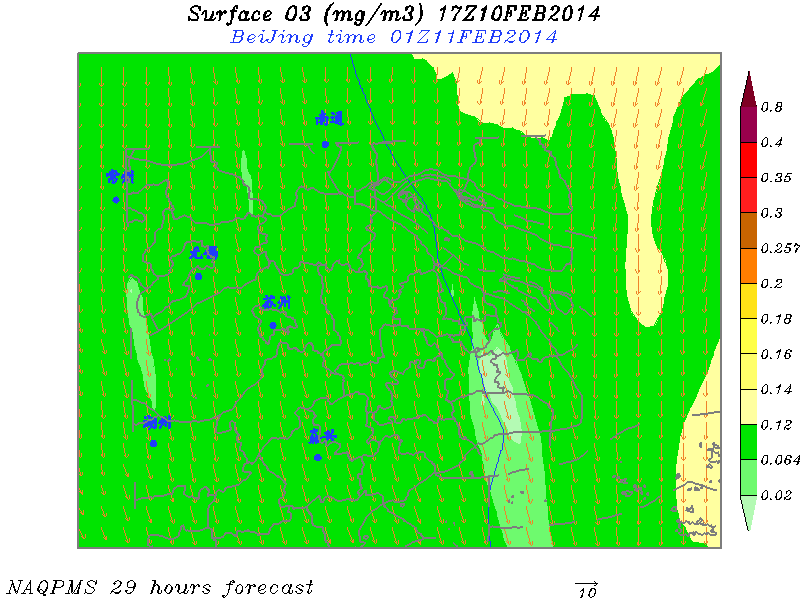 Surface O3 (mg/m3) 17Z10FEB2014
BeiJing time 01Z11FEB2014
南通
常州
无锡
苏州
湖州
嘉兴
0.8
0.4
0.35
0.3
0.257
0.2
0.18
0.16
0.14
0.12
0.064
0.02
NAQPMS 29 hours forecast
10